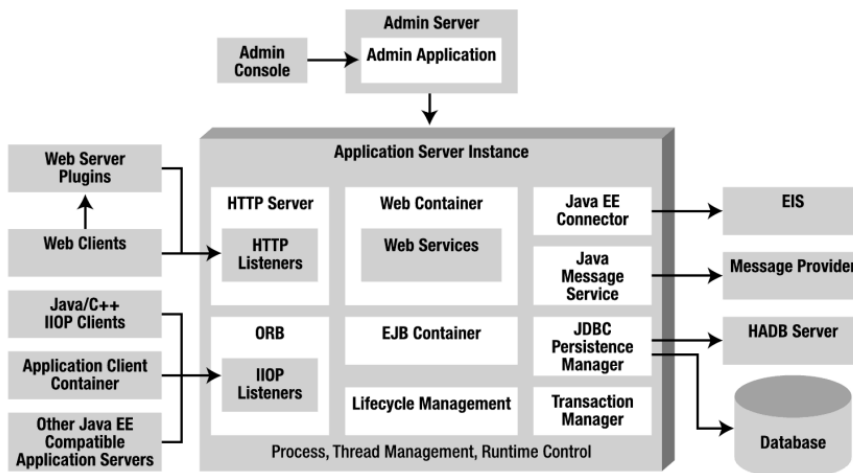 Admin Server
Admin
Console
Admin Application
Application Server Instance
Web Server
Plugins
Web Clients
Java/C++
IIOP Clients
Application Client
Container
Other Java EE
Compatible
Application Servers
HTTP Server
HTTP
Listeners
Web Container
Web Services
Java EE
Connector
Java
Message
Service
ORB
IIOP
Listeners
EJB Container
JDBC
Persistence
Manager
Lifecycle Management
Transaction
Manager
Process, Thread Management, Runtime Control
EIS
Message Provider
HADB Server
Database